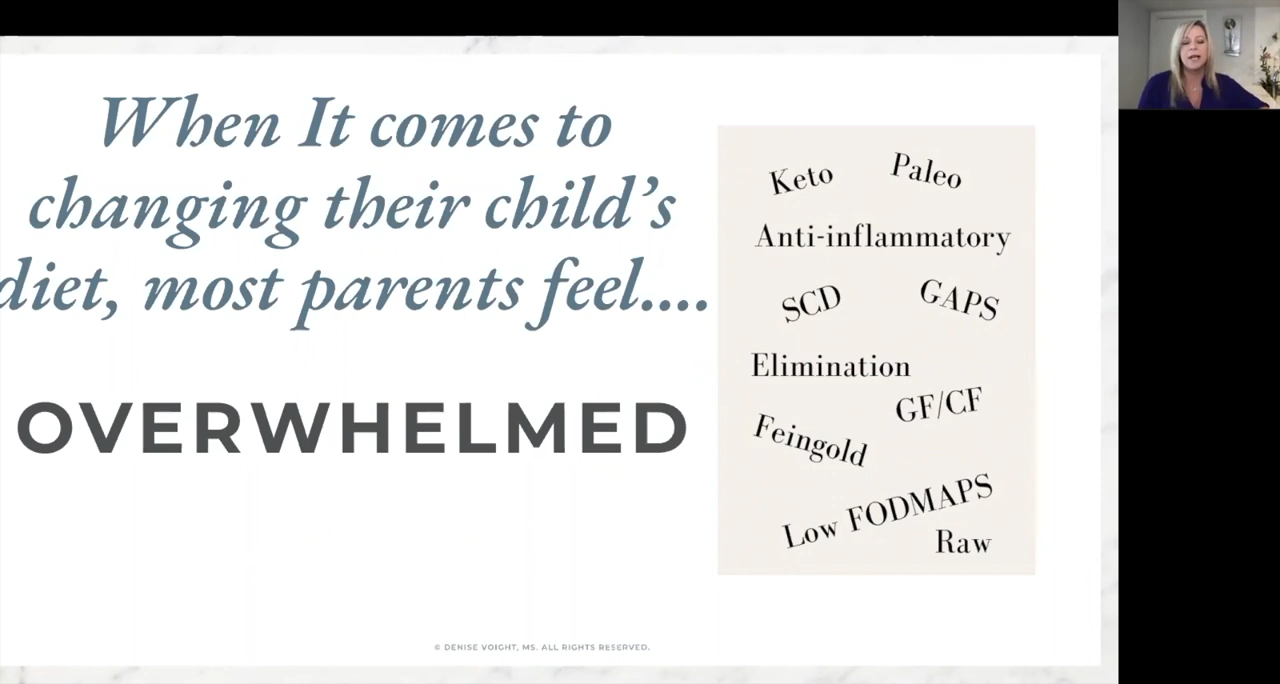 When It comes to
changing their child's
diet, most parents feel....
OVERWHELMED
Keto
Paleo
Anti-inflammatory
SCD
GAPS
Elimination
GF/CF
Feingold
Low FODMAPS
Raw
© DENISE VOIGHT, MS. ALL RIGHTS RESERVED.